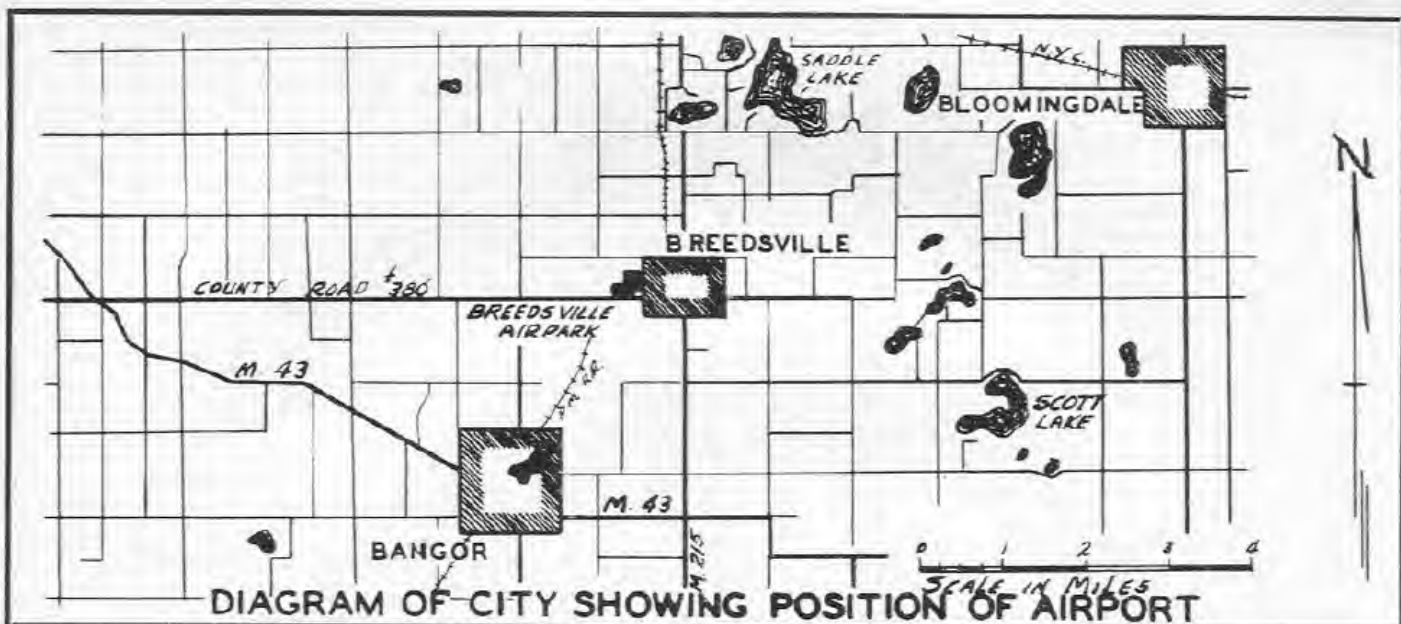 N.Y.C.
SADDLE
LAKE
BLOOMINGDALE
N
BREEDSVILLE
COUNTY ROAD #380
BREEDSVILLE
AIRPARK
M. 43
SCOTT
LAKE
M. 43
BANGOR
M. 215
0 1 2 3 4
SCALE IN MILES
DIAGRAM OF CITY SHOWING POSITION OF AIRPORT